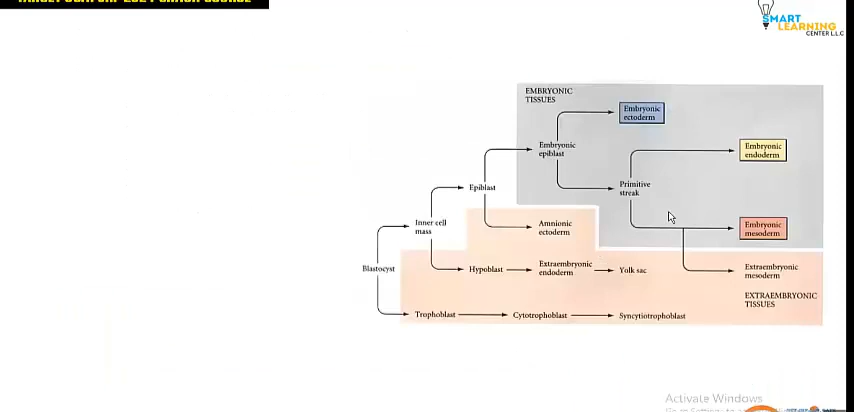 SMART
LEARNING
CENTER L.L.C
EMBRYONIC
TISSUES
Embryonic
ectoderm
Embryonic
epiblast
Embryonic
endoderm
Epiblast
Primitive
streak
Inner cell
mass
Amnionic
ectoderm
Embryonic
mesoderm
Blastocyst
Hypoblast
Extraembryonic
endoderm
Yolk sac
Extraembryonic
mesoderm
EXTRAEMBRYONIC
TISSUES
Trophoblast
Cytotrophoblast
Syncytiotrophoblast
Activate Windows